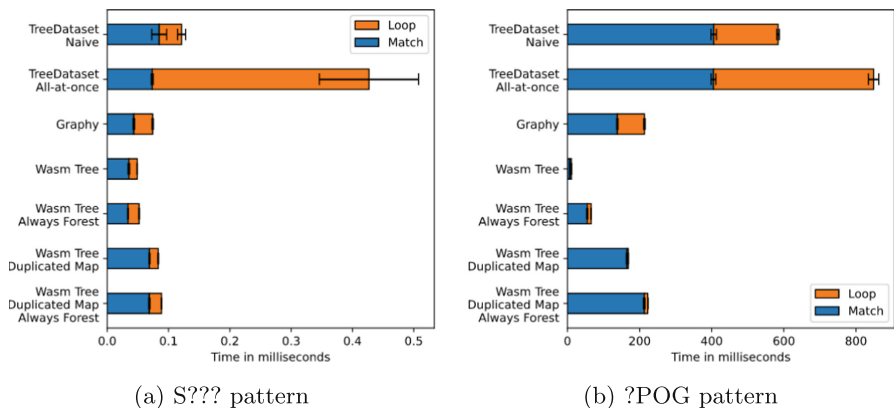 TreeDataset
Naive
TreeDataset
All-at-once
Graphy
Wasm Tree
Wasm Tree
Always Forest
Wasm Tree
Duplicated Map
Wasm Tree
Duplicated Map
Always Forest
Loop
Match
0.0 0.1 0.2 0.3 0.4 0.5
Time in milliseconds
(a) S??? pattern
TreeDataset
Naive
TreeDataset
All-at-once
Graphy
Wasm Tree
Wasm Tree
Always Forest
Wasm Tree
Duplicated Map
Wasm Tree
Duplicated Map
Always Forest
Loop
Match
0 200 400 600 800
Time in milliseconds
(b) ?POG pattern